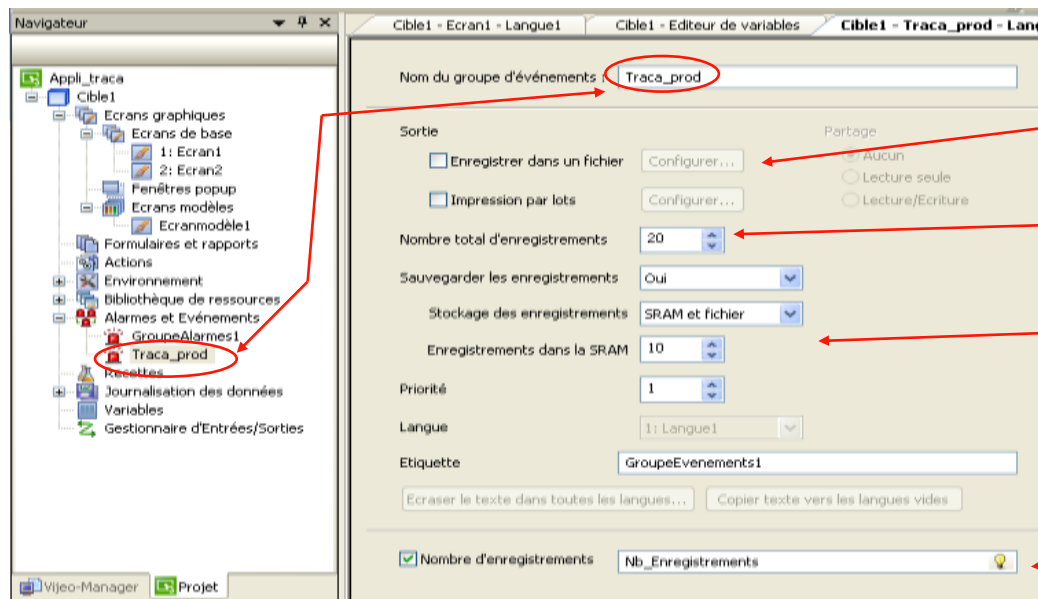 Navigateur
Appli_traca
Cible1
Ecrans graphiques
Ecrans de base
1: Ecran1
2: Ecran2
Fenêtres popup
Ecrans modèles
Ecranmodèle1
Formulaires et rapports
Actions
Environnement
Bibliothèque de ressources
Alarmes et Evénements
GroupeAlarmes1
Traca_prod
Recettes
Journalisation des données
Variables
Gestionnaire d'Entrées/Sorties
Vijeo-Manager Projet
Cible1 - Ecran1 - Langue1 Cible1 - Editeur de variables Cible1 - Traca_prod - Lang
Nom du groupe d'événements : Traca_prod
Sortie Partage
Enregistrer dans un fichier Configurer... Aucun
Lecture seule
Impression par lots Configurer... Lecture/Ecriture
Nombre total d'enregistrements 20
Sauvegarder les enregistrements Oui
Stockage des enregistrements SRAM et fichier
Enregistrements dans la SRAM 10
Priorité 1
Langue 1: Langue1
Etiquette GroupeEvenements1
Ecraser le texte dans toutes les langues... Copier texte vers les langues vides
Nombre d'enregistrements Nb_Enregistrements